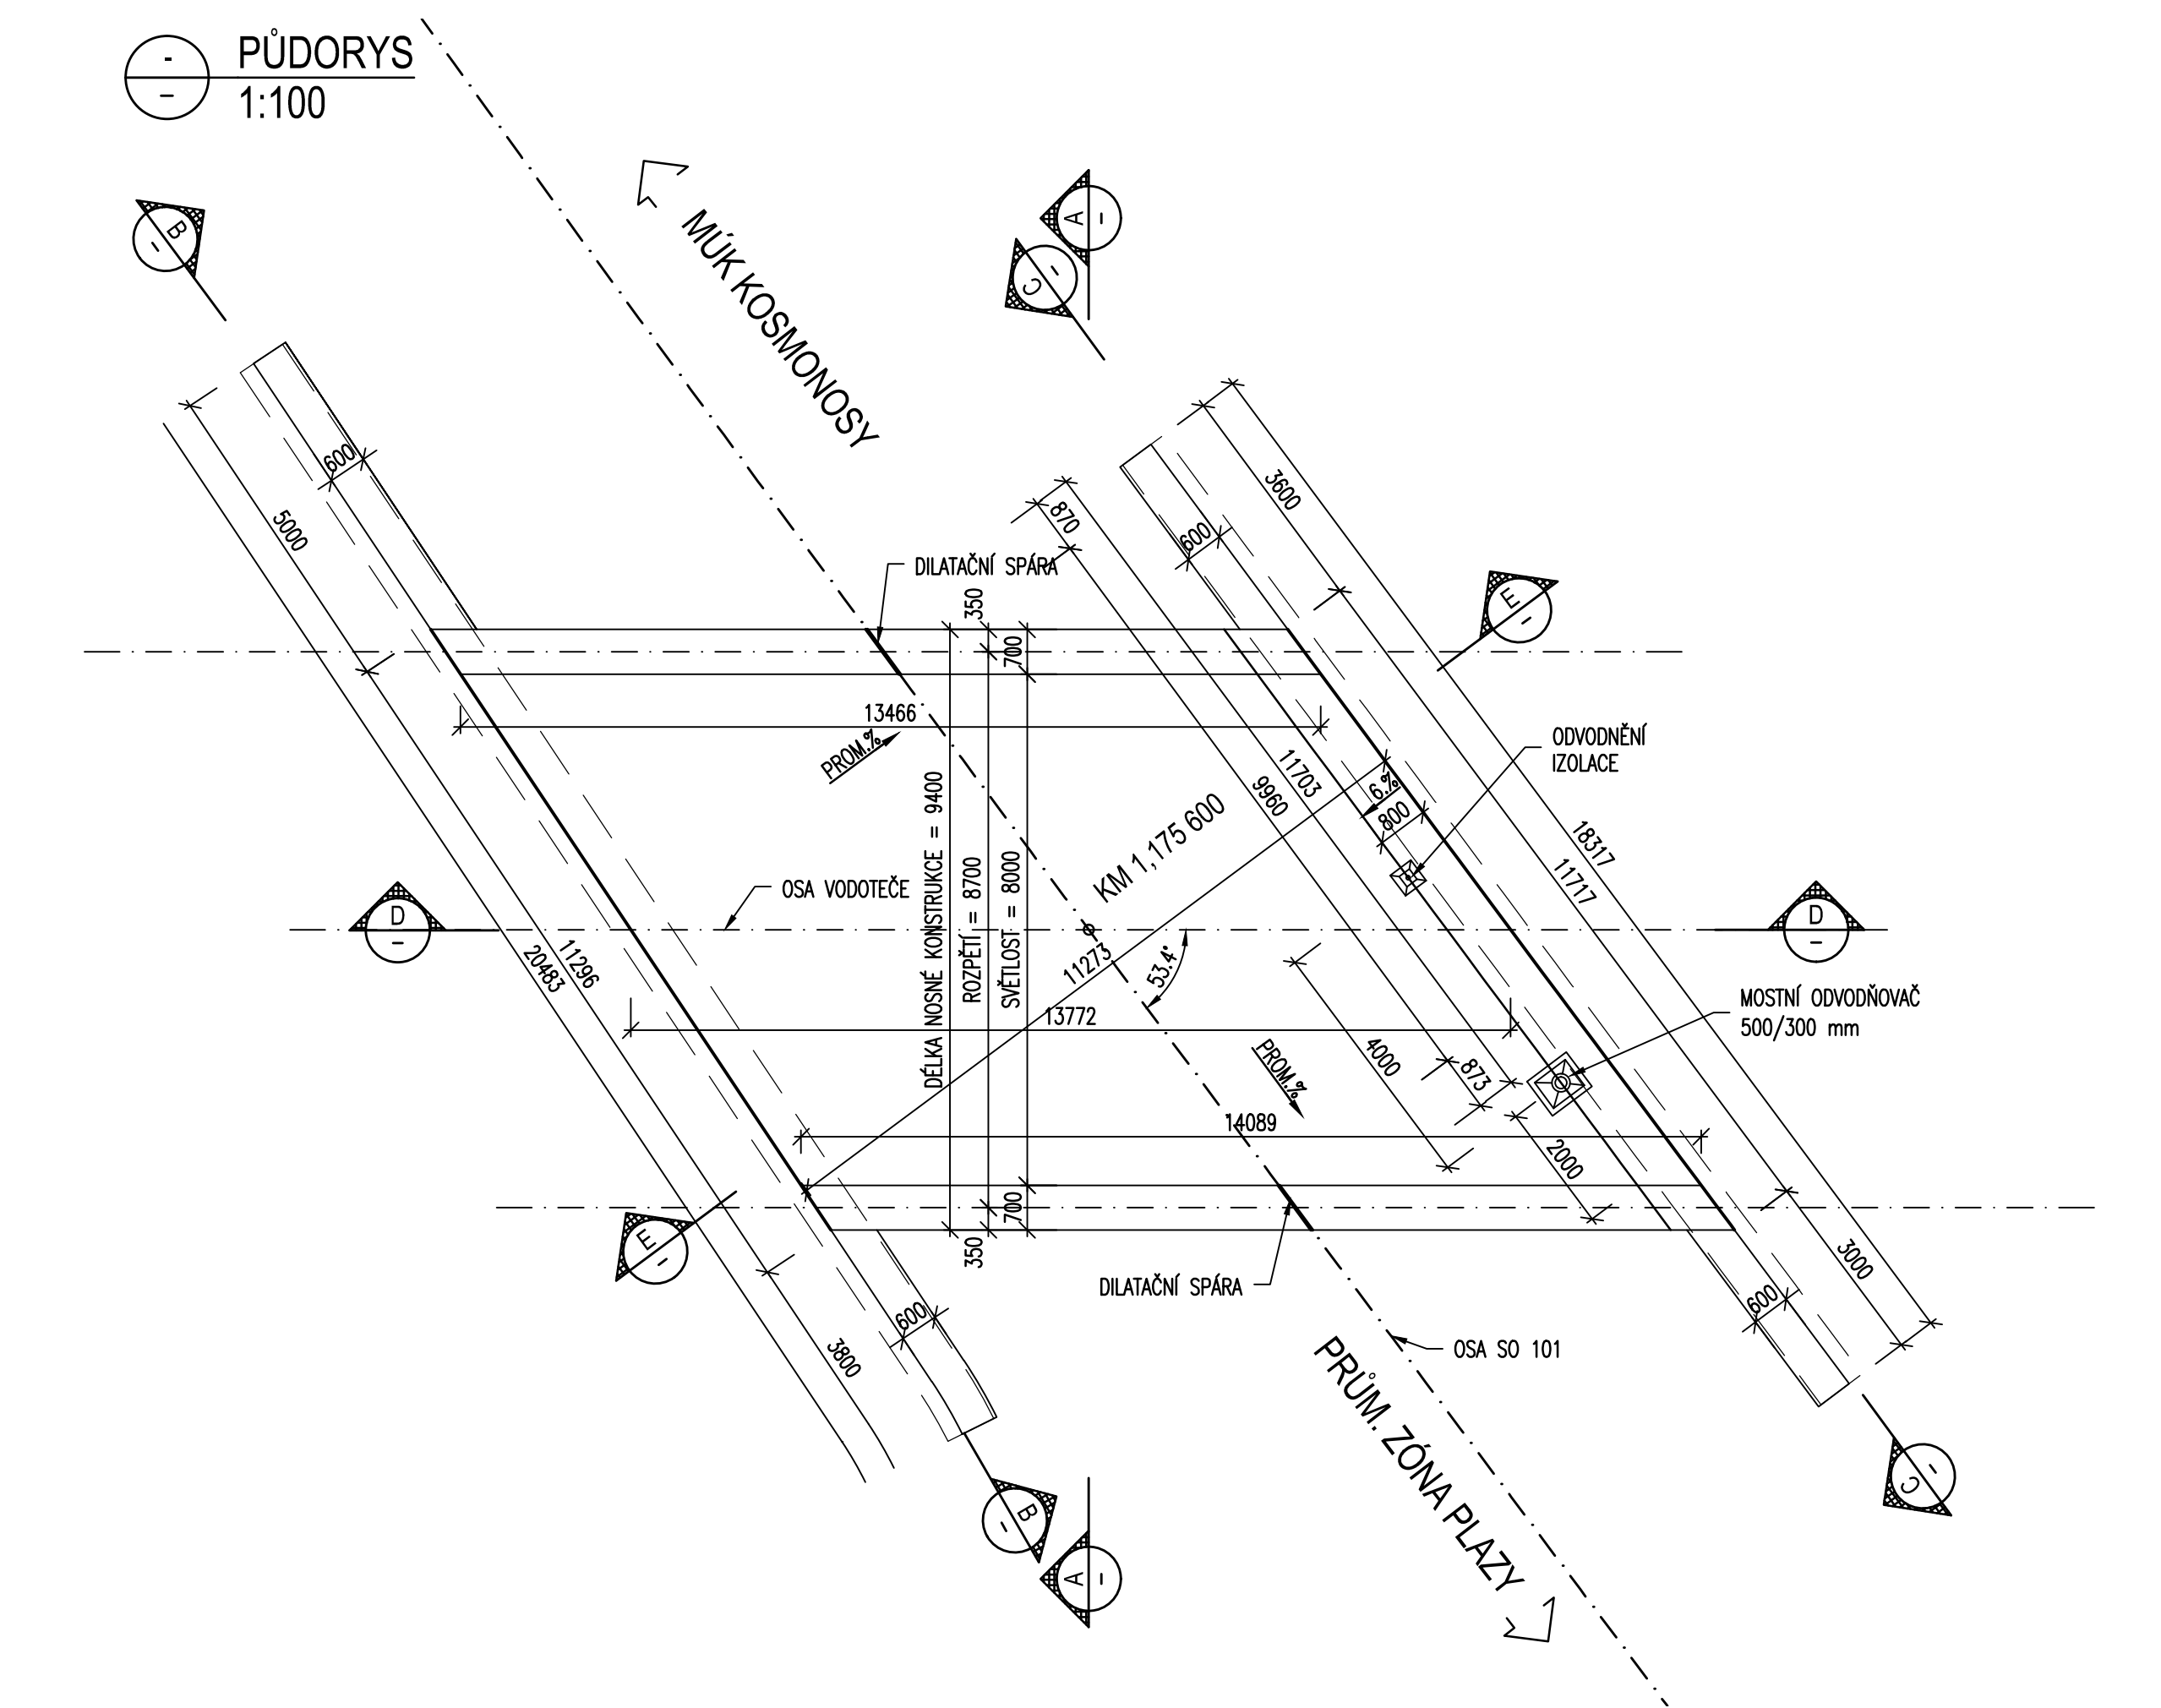 -
PŮDORYS
-
1:100
B
-
A
-
C
-
MÚK KOSMONOSY
600
5000
870
3600
600
DILATAČNÍ SPÁRA
350
700
E
-
13466
PROM.%
ODVODNĚNÍ
IZOLACE
11703
9960
6.%
800
KM 1,175 600
18317
11717
DÉLKA NOSNÉ KONSTRUKCE = 9400
ROZPĚTÍ = 8700
SVĚTLOST = 8000
OSA VODOTEČE
D
-
D
-
11296
20483
11273
53.4°
13772
MOSTNÍ ODVODŇOVAČ
500/300 mm
4000
873
PROM.%
14089
2000
700
350
E
-
DILATAČNÍ SPÁRA
3000
600
600
3800
OSA SO 101
PRŮM. ZÓNA PLAZY
C
-
B
-
A
-